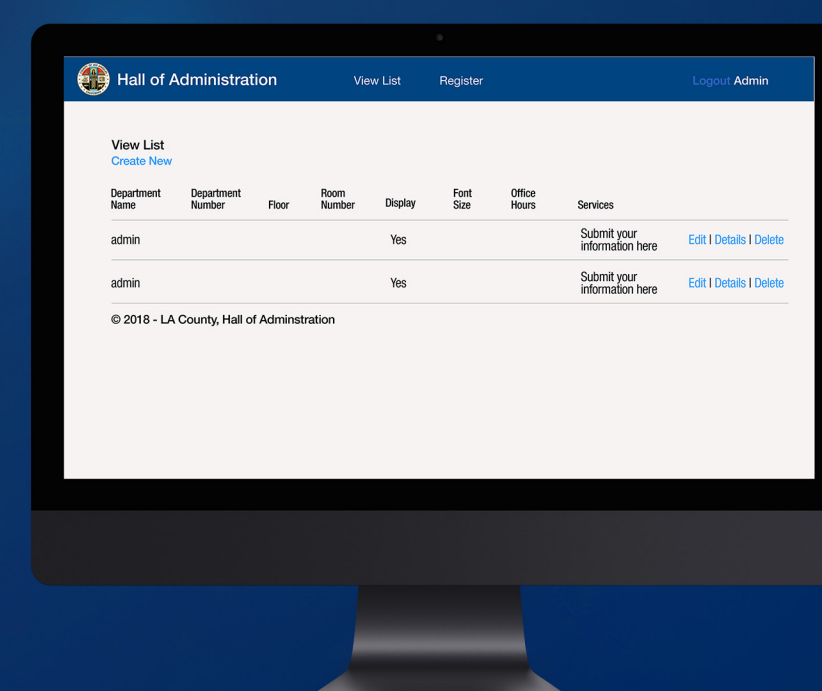 Hall of Administration View List Register Logout Admin
View List
Create New
Department Name Department Number Floor Room Number Display Font Size Office Hours Services
admin Yes Submit your information here Edit | Details | Delete
admin Yes Submit your information here Edit | Details | Delete
© 2018 - LA County, Hall of Adminstration